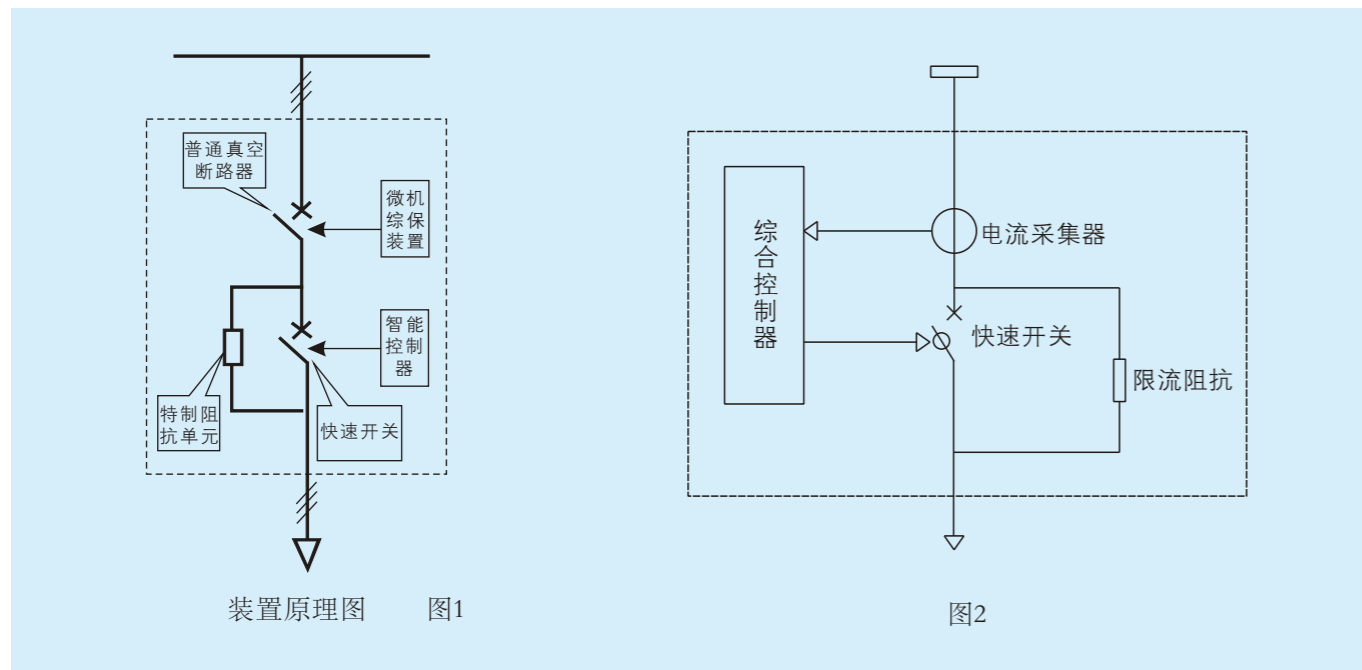 普通真空
断路器
微机
综保
装置
智能
控制
器
特制阻
抗单元
快速开关
装置原理图 图1
综
合
控
制
器
电流采集器
快速开关
限流阻抗
图2